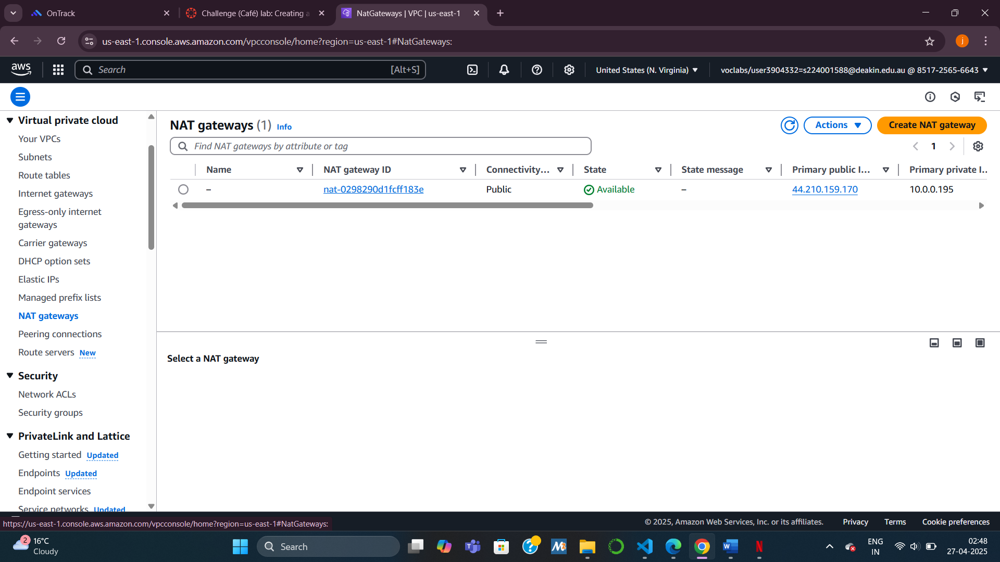 OnTrack
Challenge (Café) lab: Creating a
NatGateways | VPC | us-east-1
us-east-1.console.aws.amazon.com/vpcconsole/home?region=us-east-1#NatGateways:
j
aws
Search
[Alt+S]
United States (N. Virginia)
voclabs/user3904332=s224001588@deakin.edu.au @ 8517-2565-6643
Virtual private cloud
Your VPCs
Subnets
Route tables
Internet gateways
Egress-only internet
gateways
Carrier gateways
DHCP option sets
Elastic IPs
Managed prefix lists
NAT gateways
Peering connections
Route servers New
Security
Network ACLs
Security groups
PrivateLink and Lattice
Getting started Updated
Endpoints Updated
Endpoint services
Service networks Updated
NAT gateways (1) Info
Actions
Create NAT gateway
Find NAT gateways by attribute or tag
1
Name NAT gateway ID Connectivity... State State message Primary public I... Primary private I...
– nat-0298290d1fcff183e Public Available – 44.210.159.170 10.0.0.195
Select a NAT gateway
https://us-east-1.console.aws.amazon.com/vpcconsole/home?region=us-east-1#NatGateways:
© 2025, Amazon Web Services, Inc. or its affiliates. Privacy Terms Cookie preferences
2
16°C
Cloudy
Search
ENG
IN
02:48
27-04-2025